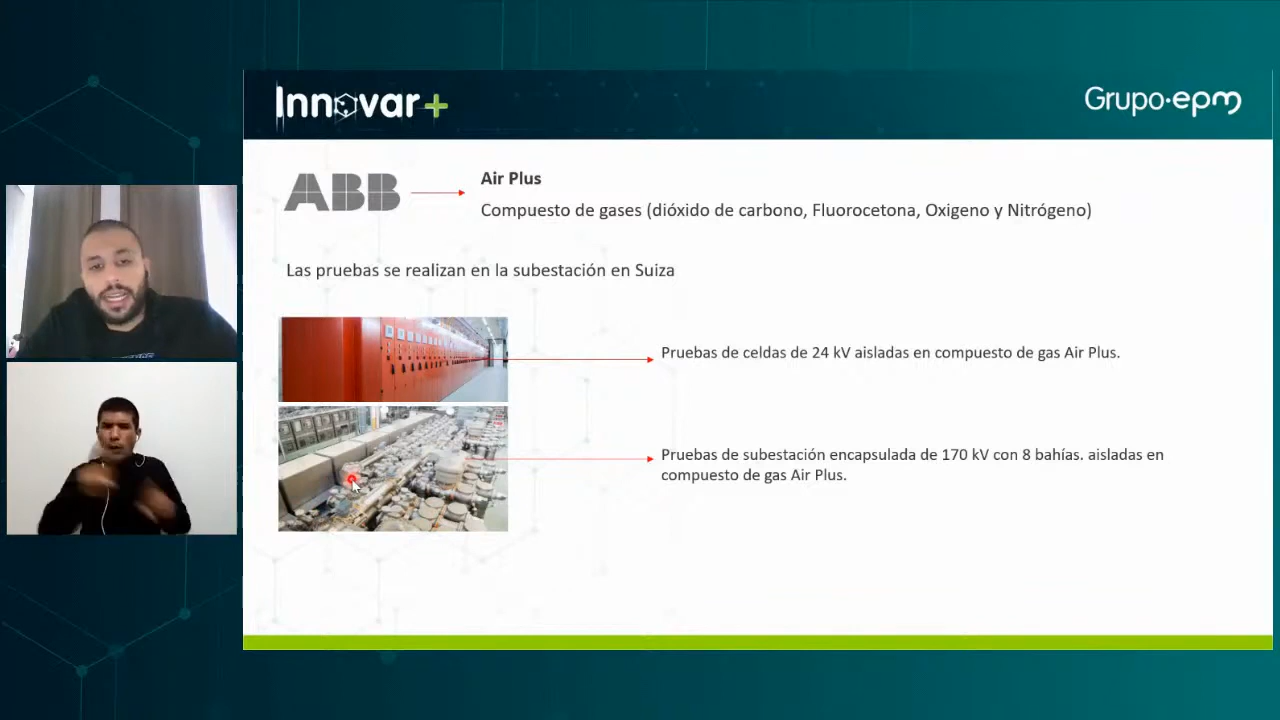 Innovar+
Grupo·epm
ABB
Air Plus
Compuesto de gases (dióxido de carbono, Fluorocetona, Oxigeno y Nitrógeno)
Las pruebas se realizan en la subestación en Suiza
Pruebas de celdas de 24 kV aisladas en compuesto de gas Air Plus.
Pruebas de subestación encapsulada de 170 kV con 8 bahías. aisladas en
compuesto de gas Air Plus.